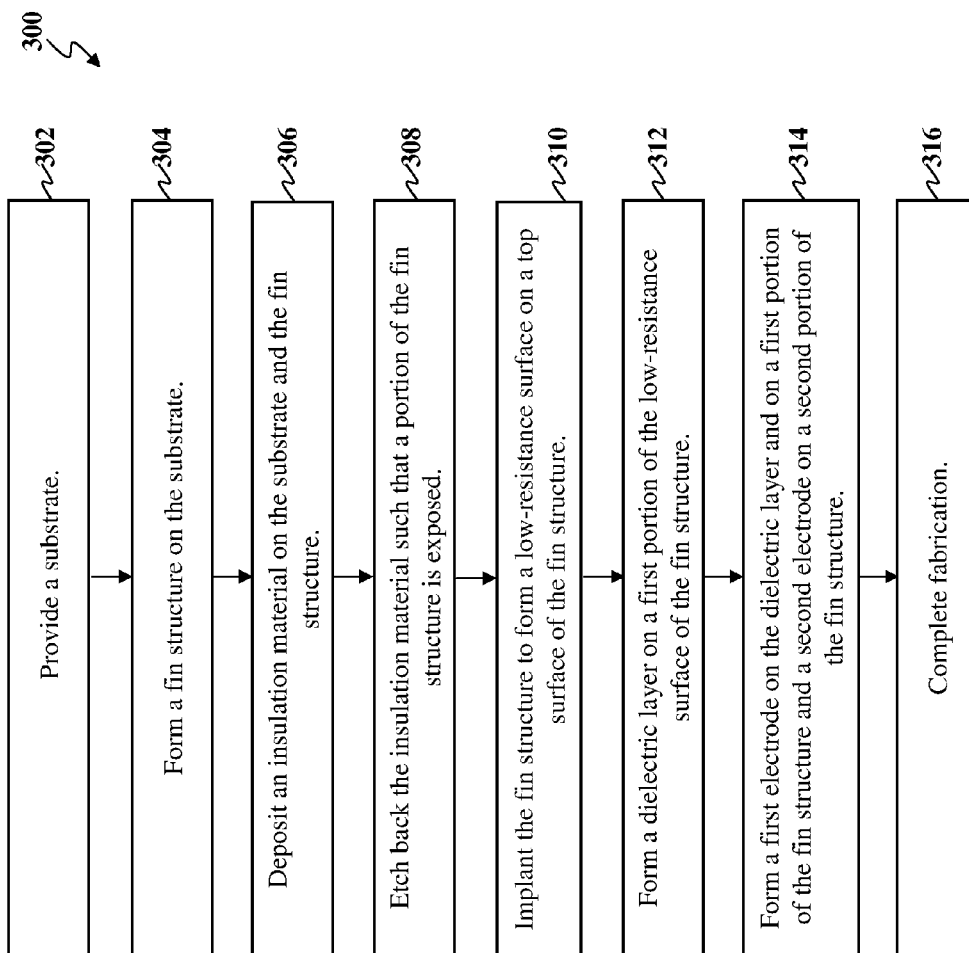 300
302
Provide a substrate.
304
Form a fin structure on the substrate.
306
Deposit an insulation material on the substrate and the fin
structure.
308
Etch back the insulation material such that a portion of the fin
structure is exposed.
310
Implant the fin structure to form a low-resistance surface on a top
surface of the fin structure.
312
Form a dielectric layer on a first portion of the low-resistance
surface of the fin structure.
314
Form a first electrode on the dielectric layer and on a first portion
of the fin structure and a second electrode on a second portion of
the fin structure.
316
Complete fabrication.